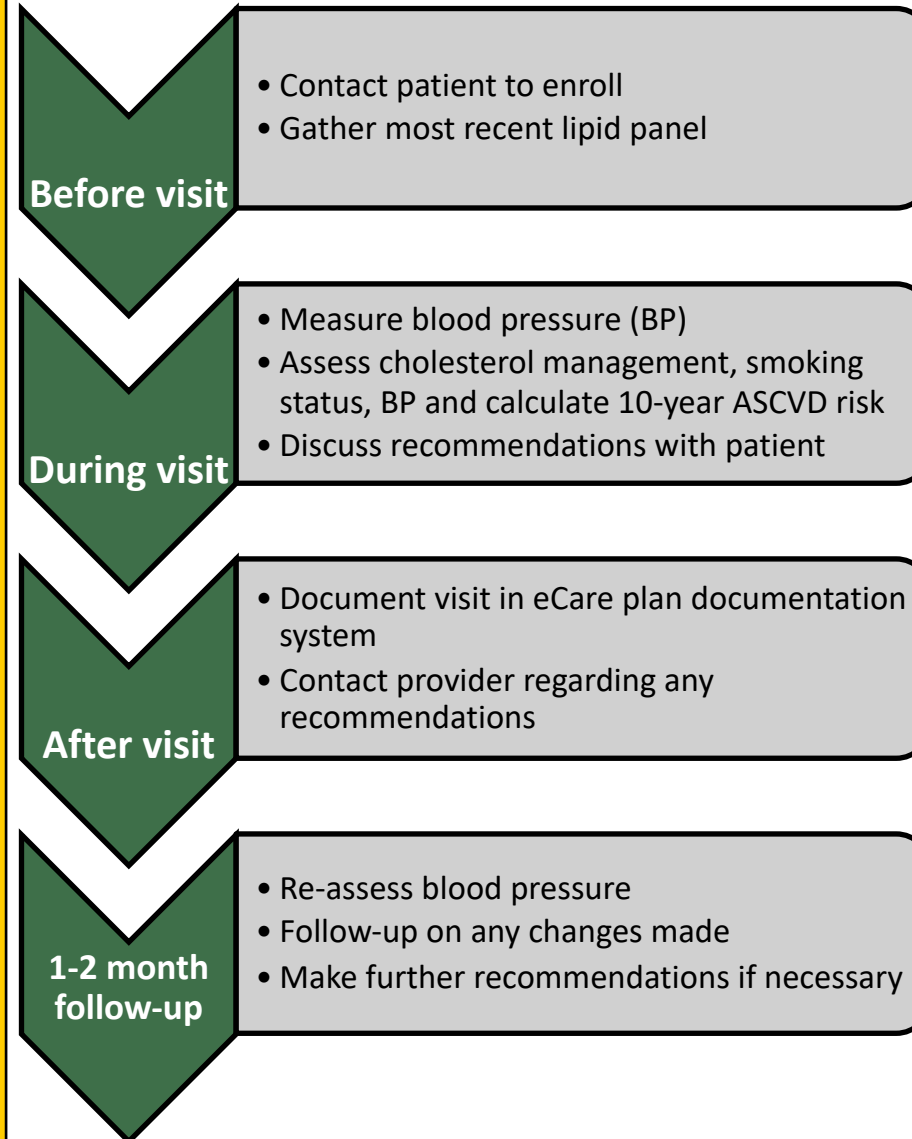 Before visit
• Contact patient to enroll
• Gather most recent lipid panel
During visit
• Measure blood pressure (BP)
• Assess cholesterol management, smoking
status, BP and calculate 10-year ASCVD risk
• Discuss recommendations with patient
After visit
• Document visit in eCare plan documentation
system
• Contact provider regarding any
recommendations
1-2 month
follow-up
• Re-assess blood pressure
• Follow-up on any changes made
• Make further recommendations if necessary